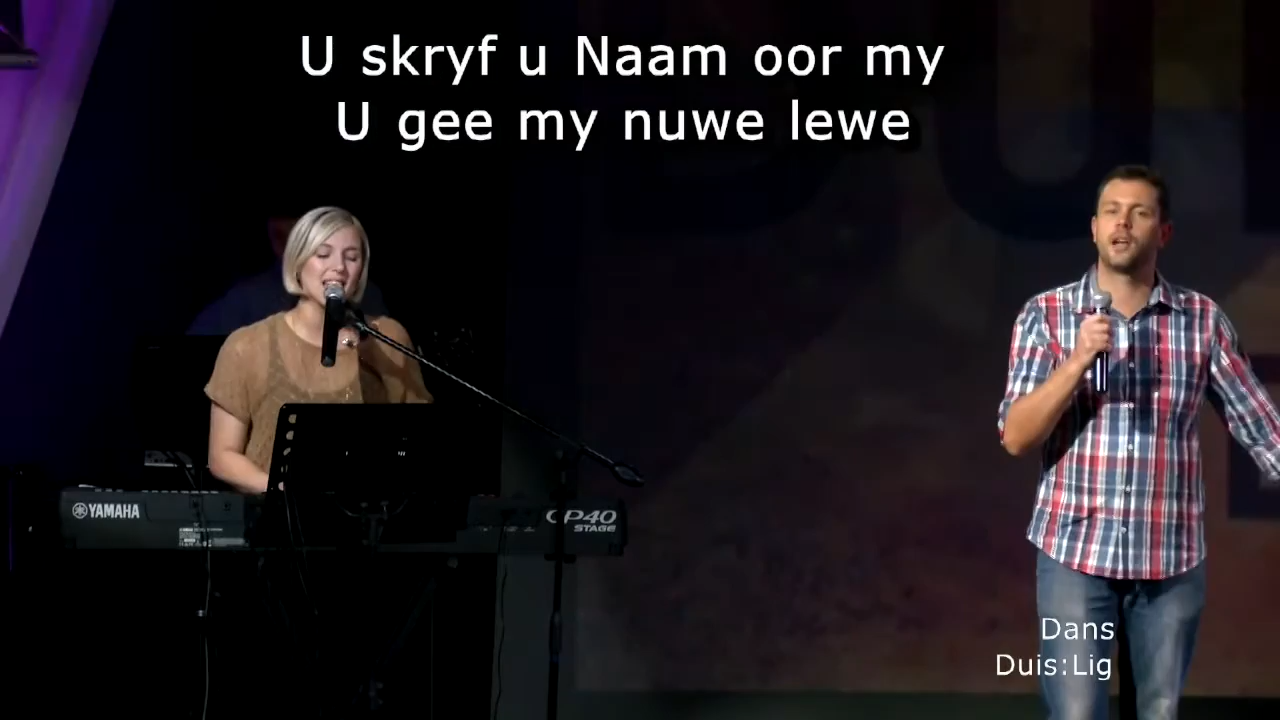 U skryf u Naam oor my
U gee my nuwe lewe
YAMAHA
CP40
STAGE
Dans
Duis:Lig